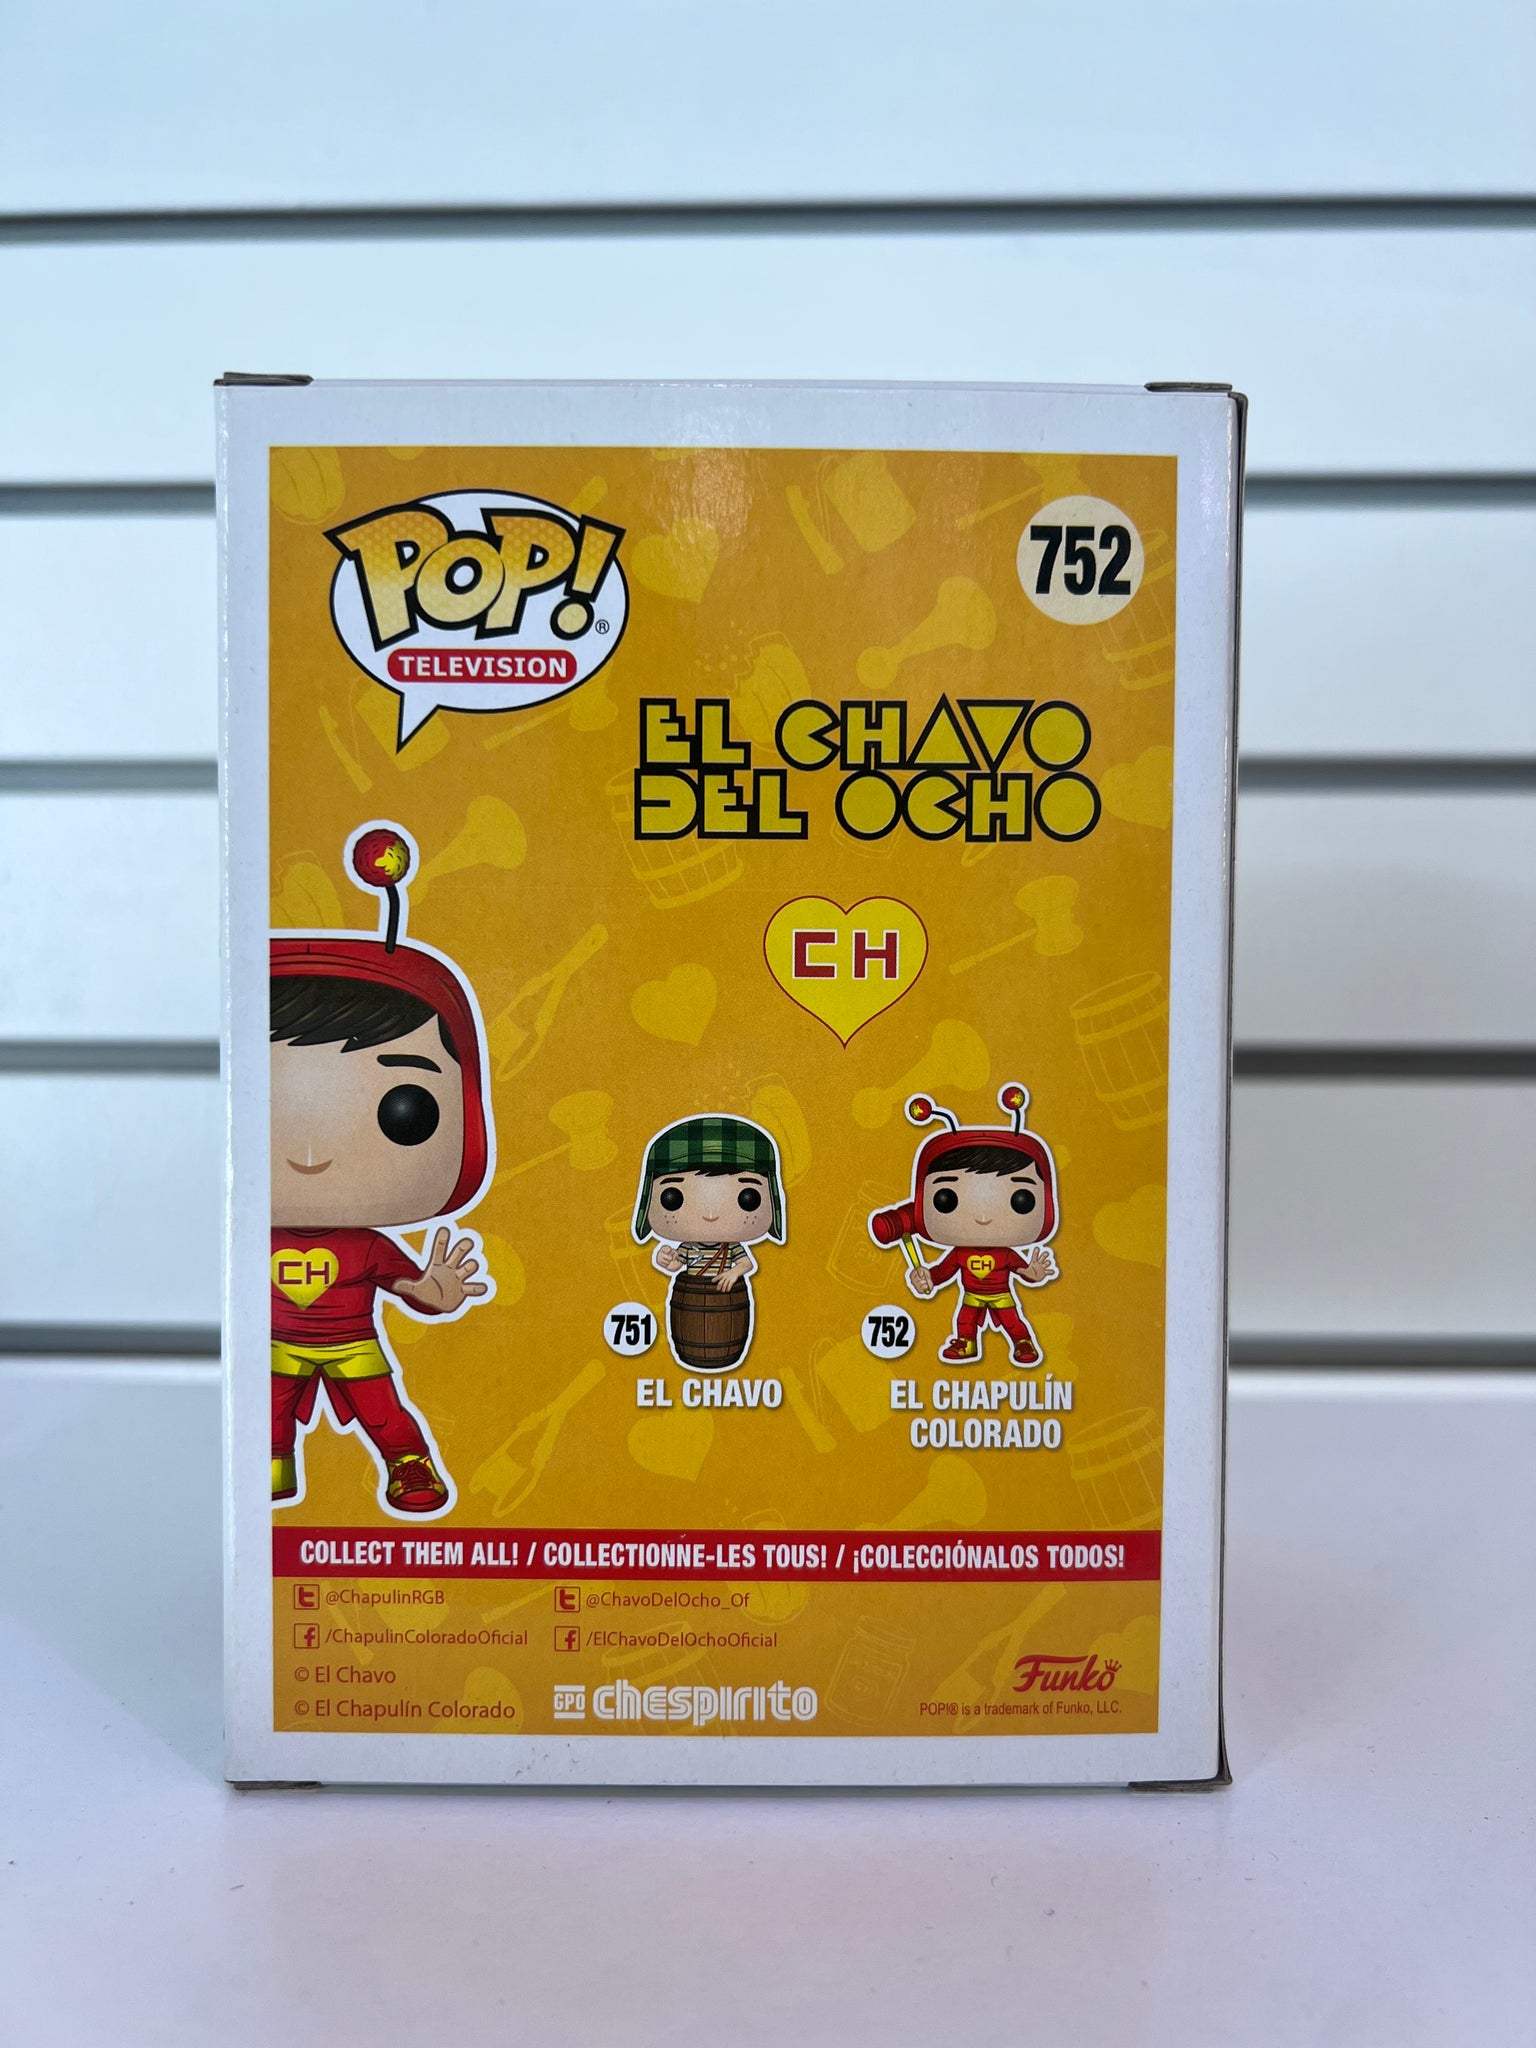 POP!®
TELEVISION
752
EL CHAVO
DEL OCHO
CH
CH
CH
751
EL CHAVO
752
EL CHAPULÍN
COLORADO
COLLECT THEM ALL! / COLLECTIONNE-LES TOUS! / ¡COLECCIÓNALOS TODOS!
@ChapulinRGB
@ChavoDelOcho_Of
/ChapulinColoradoOficial
/ElChavoDelOchoOficial
© El Chavo
© El Chapulín Colorado
GPO chespirito
Funko
POP!® is a trademark of Funko, LLC.